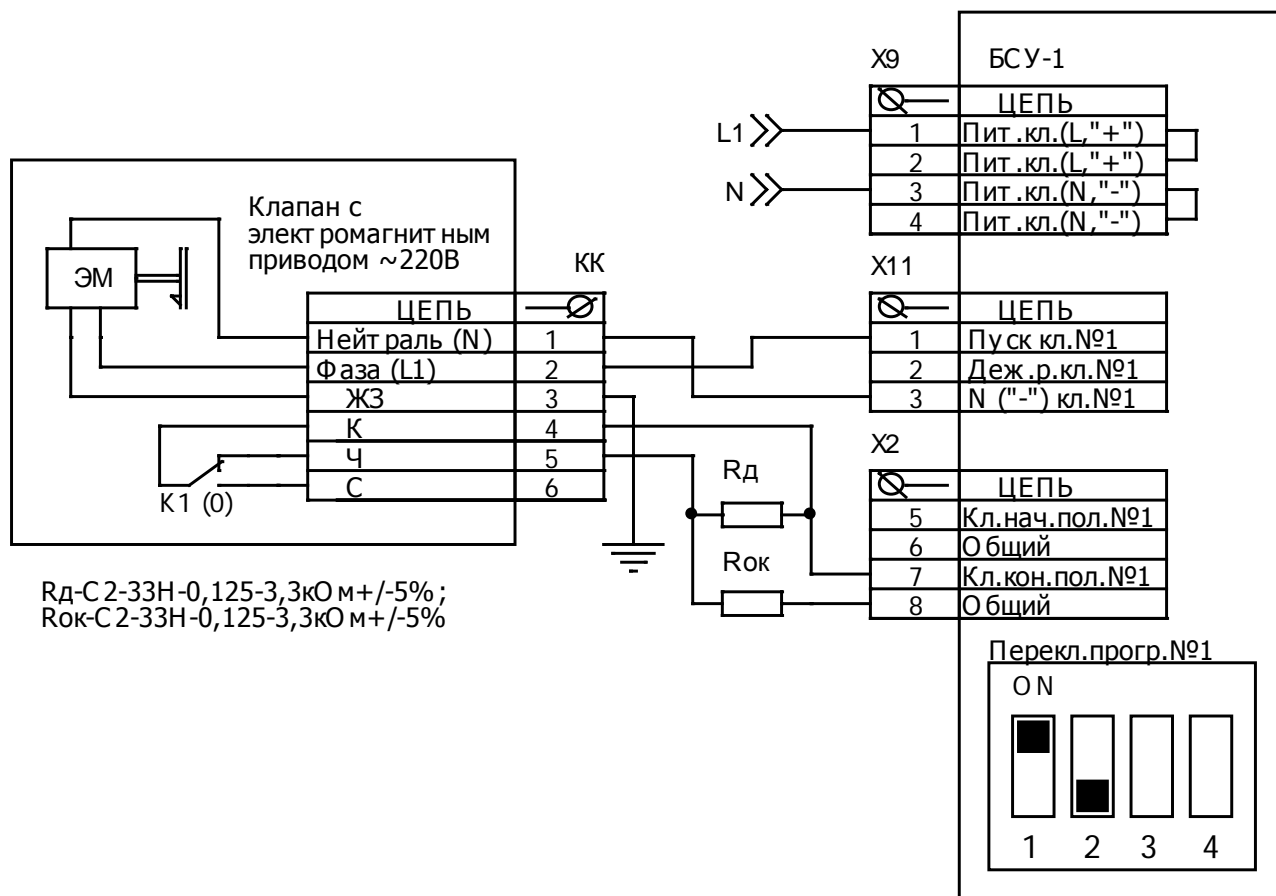 X9 БСУ-1
ЦЕПЬ
L1 1 Пит.кл.(L,"+")
2 Пит.кл.(L,"+")
N 3 Пит.кл.(N,"-")
4 Пит.кл.(N,"-")
Клапан с
электромагнитным
приводом ~220В
ЭМ
КК
ЦЕПЬ
Нейтраль (N) 1
Фаза (L1) 2
ЖЗ 3
К 4
Ч 5
С 6
К1 (0)
X11
ЦЕПЬ
1 Пуск кл.№1
2 Деж.р.кл.№1
3 N ("-") кл.№1
X2
ЦЕПЬ
5 Кл.нач.пол.№1
6 Общий
7 Кл.кон.пол.№1
8 Общий
Rд
Rок
Rд-С2-33Н-0,125-3,3кОм+/-5%;
Rок-С2-33Н-0,125-3,3кОм+/-5%
Перекл.прогр.№1
ON
1 2 3 4